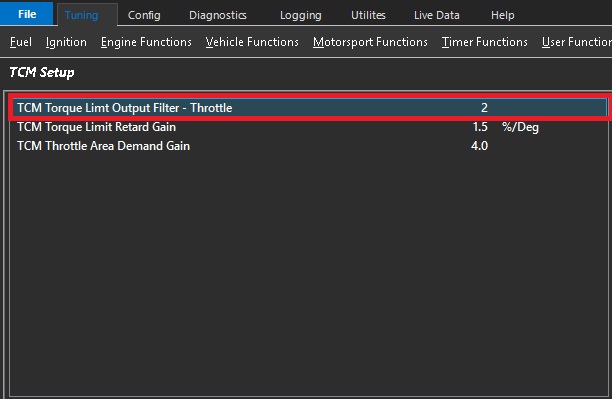 File Tuning Config Diagnostics Logging Utilites Live Data Help
Fuel Ignition Engine Functions Vehicle Functions Motorsport Functions Timer Functions User Function
TCM Setup
TCM Torque Limt Output Filter - Throttle 2
TCM Torque Limit Retard Gain 1.5 %/Deg
TCM Throttle Area Demand Gain 4.0